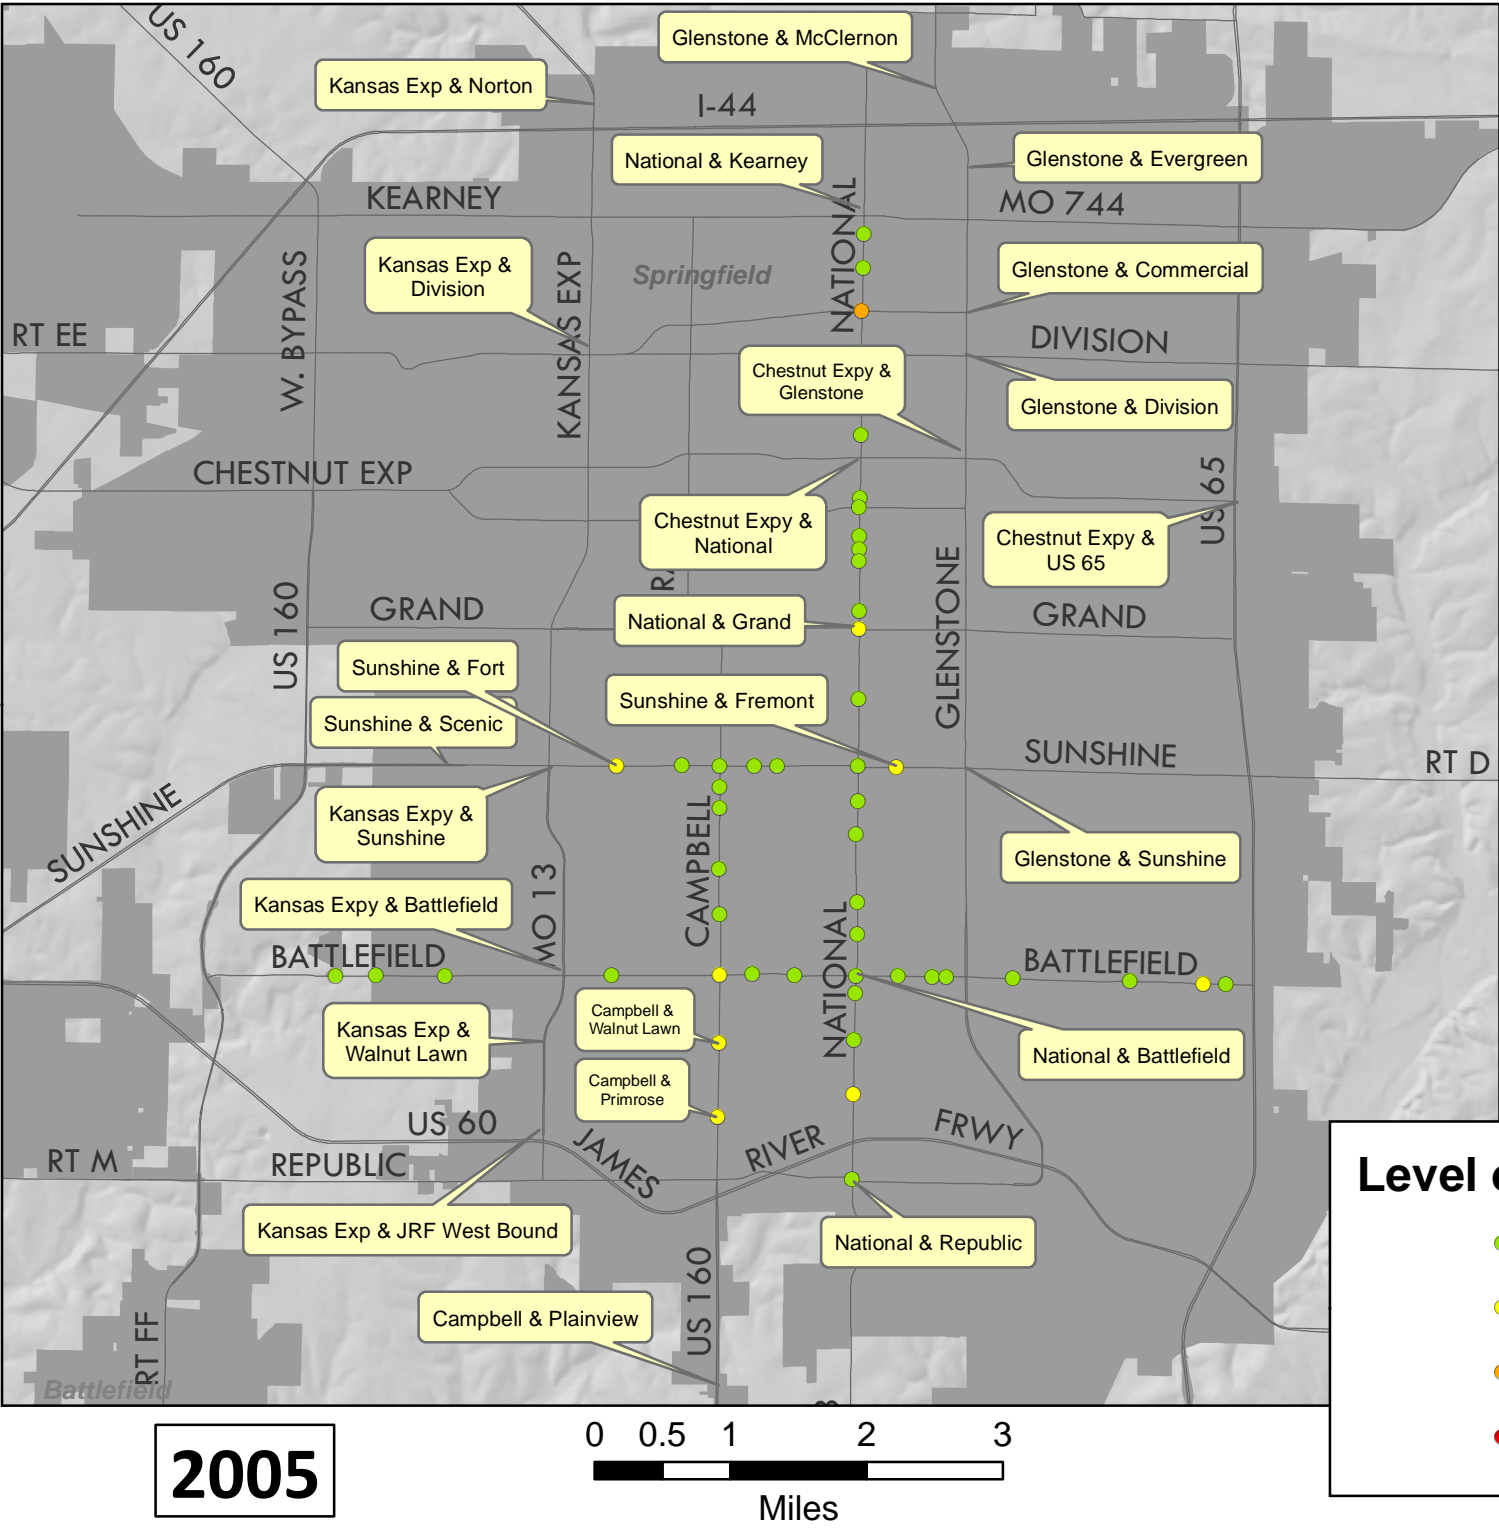 US 160
Glenstone & McClernon
Kansas Exp & Norton
I-44
National & Kearney
Glenstone & Evergreen
KEARNEY
MO 744
NATIONAL
Kansas Exp &
Division
Springfield
Glenstone & Commercial
W. BYPASS
KANSAS EXP
RT EE
DIVISION
Chestnut Expy &
Glenstone
Glenstone & Division
CHESTNUT EXP
US 65
Chestnut Expy &
National
Chestnut Expy &
US 65
GLENSTONE
US 160
GRAND
National & Grand
GRAND
Sunshine & Fort
Sunshine & Fremont
Sunshine & Scenic
SUNSHINE
RT D
SUNSHINE
Kansas Expy &
Sunshine
CAMPBELL
Glenstone & Sunshine
MO 13
Kansas Expy & Battlefield
NATIONAL
BATTLEFIELD
BATTLEFIELD
Campbell &
Walnut Lawn
Kansas Exp &
Walnut Lawn
National & Battlefield
Campbell &
Primrose
US 60
JAMES
RIVER
FRWY
RT M
REPUBLIC
Level
Kansas Exp & JRF West Bound
National & Republic
US 160
Campbell & Plainview
RT FF
Battlefield
2005
0 0.5 1 2 3
Miles